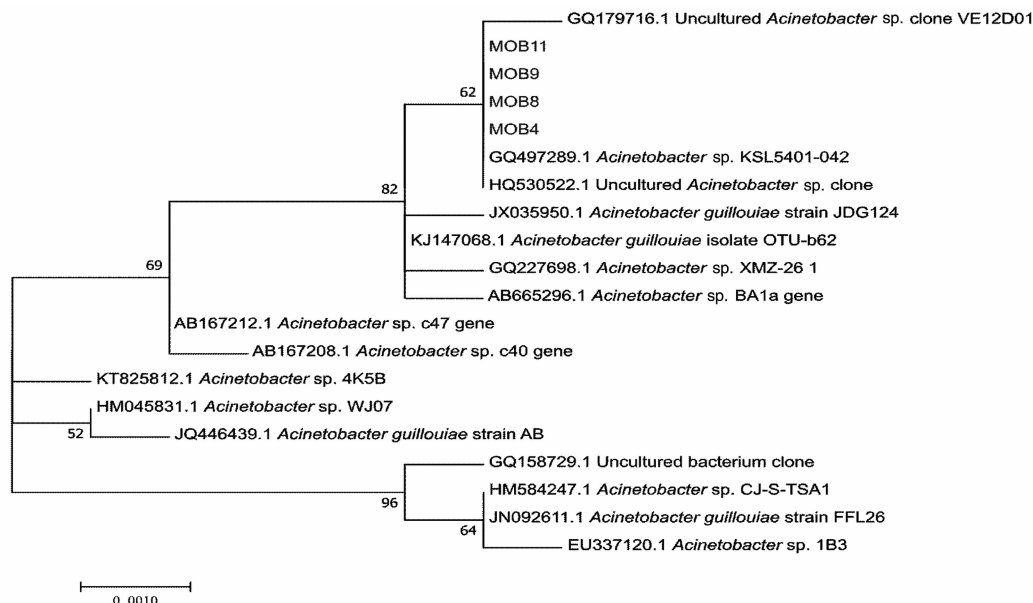 GQ179716.1 Uncultured Acinetobacter sp. clone VE12D01
MOB11
MOB9
62
MOB8
MOB4
GQ497289.1 Acinetobacter sp. KSL5401-042
HQ530522.1 Uncultured Acinetobacter sp. clone
82
JX035950.1 Acinetobacter guillouiae strain JDG124
KJ147068.1 Acinetobacter guillouiae isolate OTU-b62
69
GQ227698.1 Acinetobacter sp. XMZ-26 1
AB665296.1 Acinetobacter sp. BA1a gene
AB167212.1 Acinetobacter sp. c47 gene
AB167208.1 Acinetobacter sp. c40 gene
KT825812.1 Acinetobacter sp. 4K5B
HM045831.1 Acinetobacter sp. WJ07
52
JQ446439.1 Acinetobacter guillouiae strain AB
GQ158729.1 Uncultured bacterium clone
HM584247.1 Acinetobacter sp. CJ-S-TSA1
96
JN092611.1 Acinetobacter guillouiae strain FFL26
64
EU337120.1 Acinetobacter sp. 1B3
0.0010